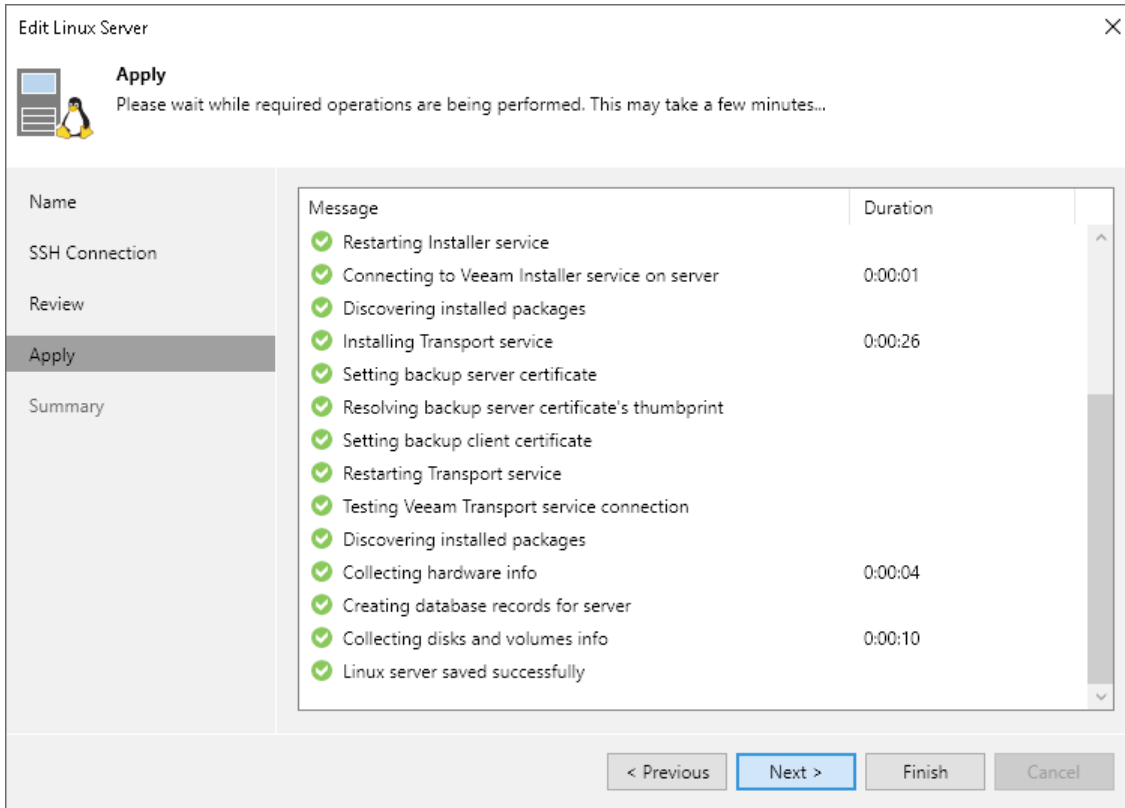 Edit Linux Server
Apply
Please wait while required operations are being performed. This may take a few minutes...
Name
SSH Connection
Review
Apply
Summary
Message Duration
Restarting Installer service
Connecting to Veeam Installer service on server 0:00:01
Discovering installed packages
Installing Transport service 0:00:26
Setting backup server certificate
Resolving backup server certificate's thumbprint
Setting backup client certificate
Restarting Transport service
Testing Veeam Transport service connection
Discovering installed packages
Collecting hardware info 0:00:04
Creating database records for server
Collecting disks and volumes info 0:00:10
Linux server saved successfully
< Previous Next > Finish Cancel